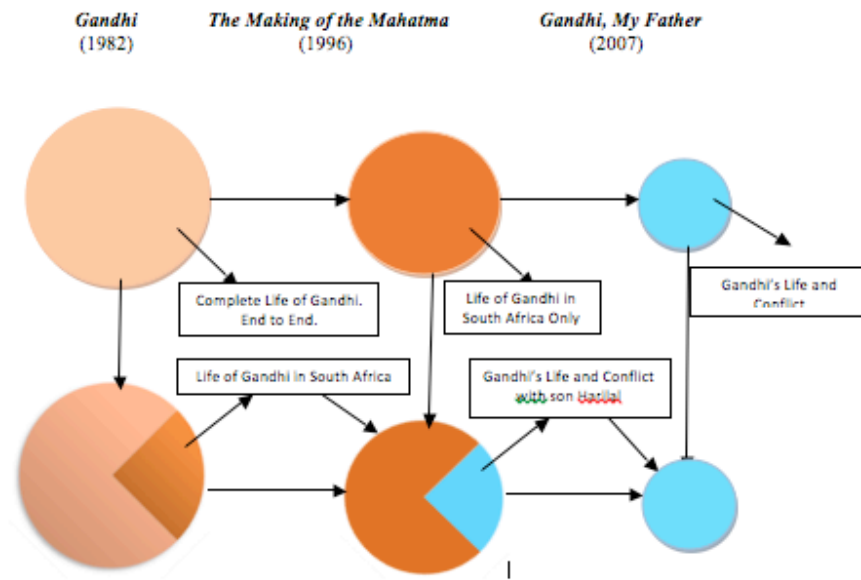 Gandhi
(1982)
The Making of the Mahatma
(1996)
Gandhi, My Father
(2007)
Complete Life of Gandhi.
End to End.
Life of Gandhi in
South Africa Only
Gandhi's Life and
Conflict
Life of Gandhi in South Africa
Gandhi's Life and Conflict
with son Harilal